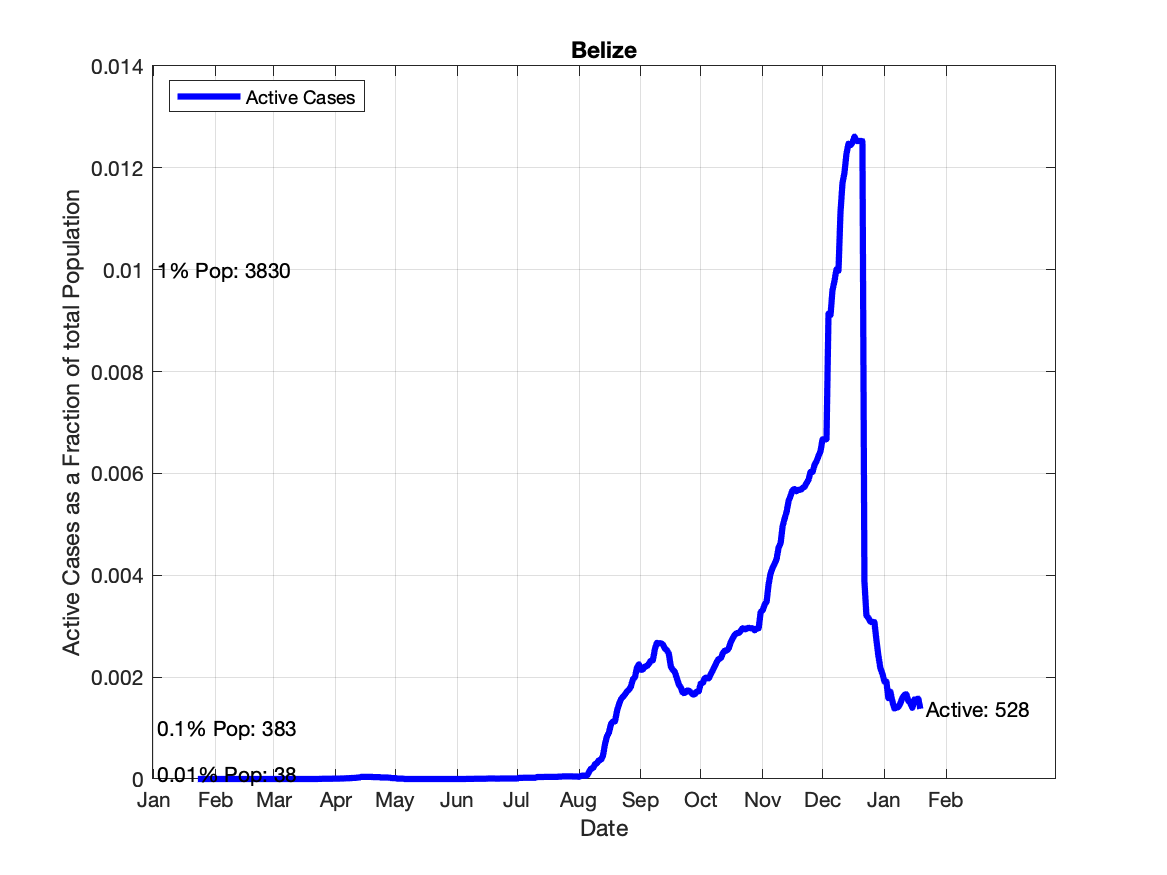 Belize
0.014
Active Cases
0.012
1% Pop: 3830
0.01
0.008
0.006
0.004
0.002
Active: 528
0.1% Pop: 383
0.01% Pop: 38
0
Jan Feb Mar Apr May Jun Jul Aug Sep Oct Nov Dec Jan Feb
Date
Active Cases as a Fraction of total Population